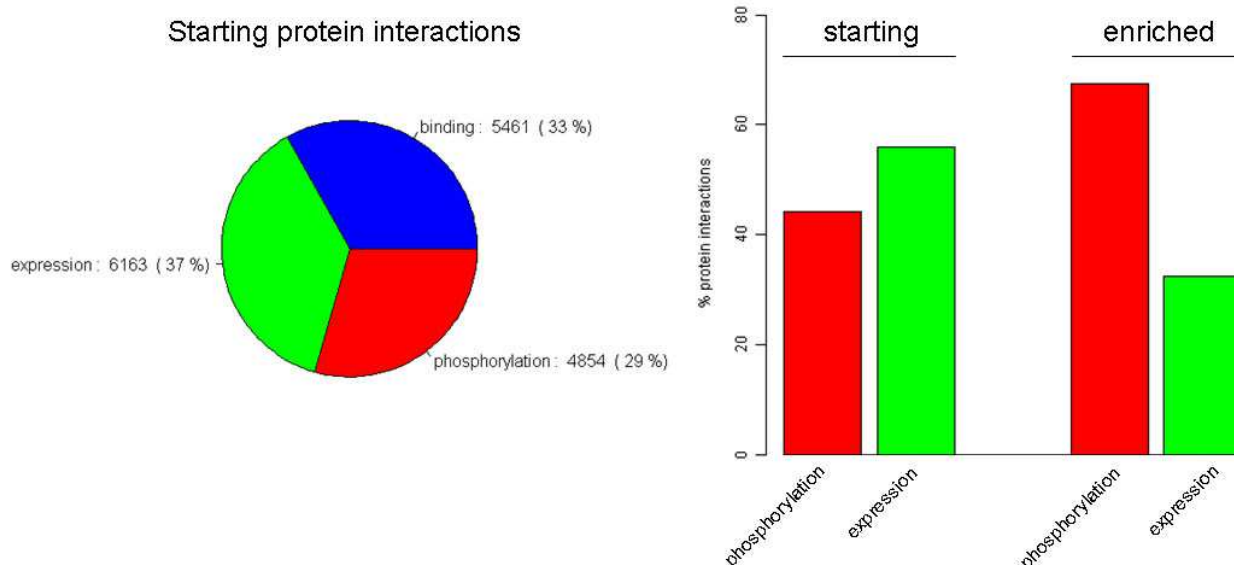 Starting protein interactions
binding : 5461 ( 33 %)
expression : 6163 ( 37 %)
phosphorylation : 4854 ( 29 %)
starting
enriched
% protein interactions
80
60
40
20
0
phosphorylation
expression
phosphorylation
expression